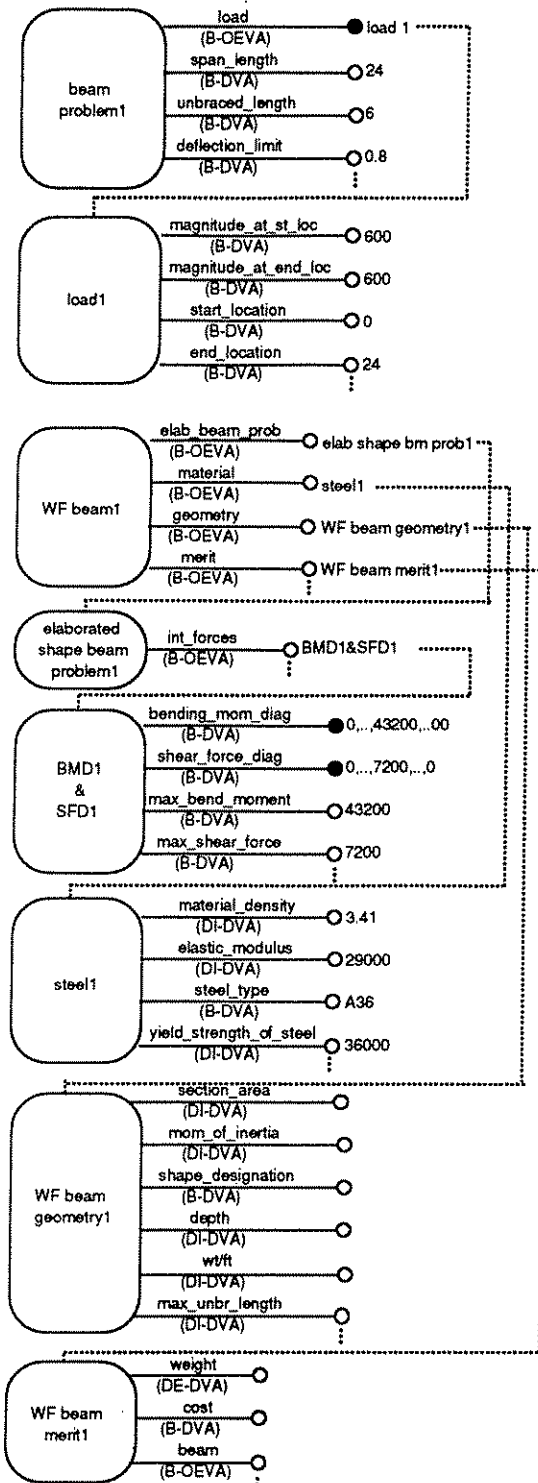 load
(B-OEVA)
load 1
span_length
(B-DVA)
24
beam
problem1
unbraced_length
(B-DVA)
6
deflection_limit
(B-DVA)
0.8
magnitude_at_st_loc
(B-DVA)
600
magnitude_at_end_loc
(B-DVA)
600
load1
start_location
(B-DVA)
0
end_location
(B-DVA)
24
elab_beam_prob
(B-OEVA)
elab shape bm prob1
material
(B-OEVA)
steel1
WF beam1
geometry
(B-OEVA)
WF beam geometry1
merit
(B-OEVA)
WF beam merit1
elaborated
shape beam
problem1
int_forces
(B-OEVA)
BMD1&SFD1
bending_mom_diag
(B-DVA)
0,..,43200,..00
shear_force_diag
(B-DVA)
0,..,7200,..,0
BMD1
&
SFD1
max_bend_moment
(B-DVA)
43200
max_shear_force
(B-DVA)
7200
material_density
(DI-DVA)
3.41
elastic_modulus
(DI-DVA)
29000
steel1
steel_type
(B-DVA)
A36
yield_strength_of_steel
(DI-DVA)
36000
section_area
(DI-DVA)
mom_of_inertia
(DI-DVA)
shape_designation
(B-DVA)
WF beam
geometry1
depth
(DI-DVA)
wt/ft
(DI-DVA)
max_unbr_length
(DI-DVA)
weight
(DE-DVA)
WF beam
merit1
cost
(B-DVA)
beam
(B-OEVA)